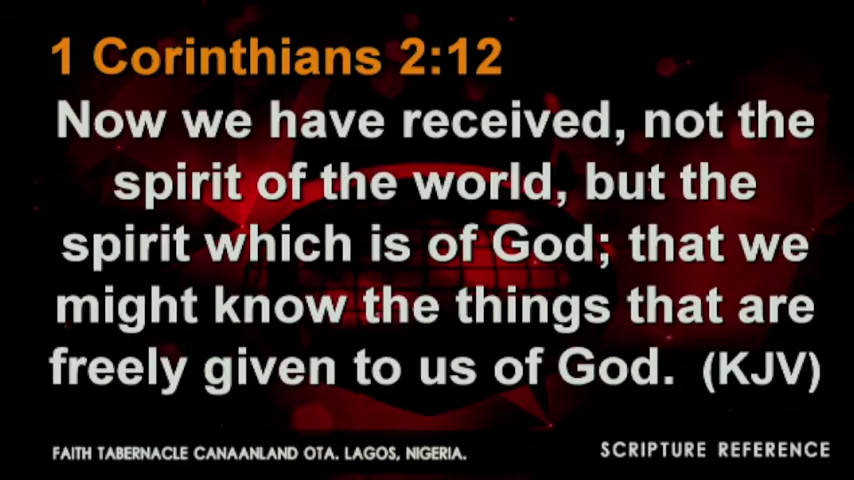 1 Corinthians 2:12
Now we have received, not the
spirit of the world, but the
spirit which is of God; that we
might know the things that are
freely given to us of God. (KJV)
FAITH TABERNACLE CANAANLAND OTA. LAGOS, NIGERIA.
SCRIPTURE REFERENCE